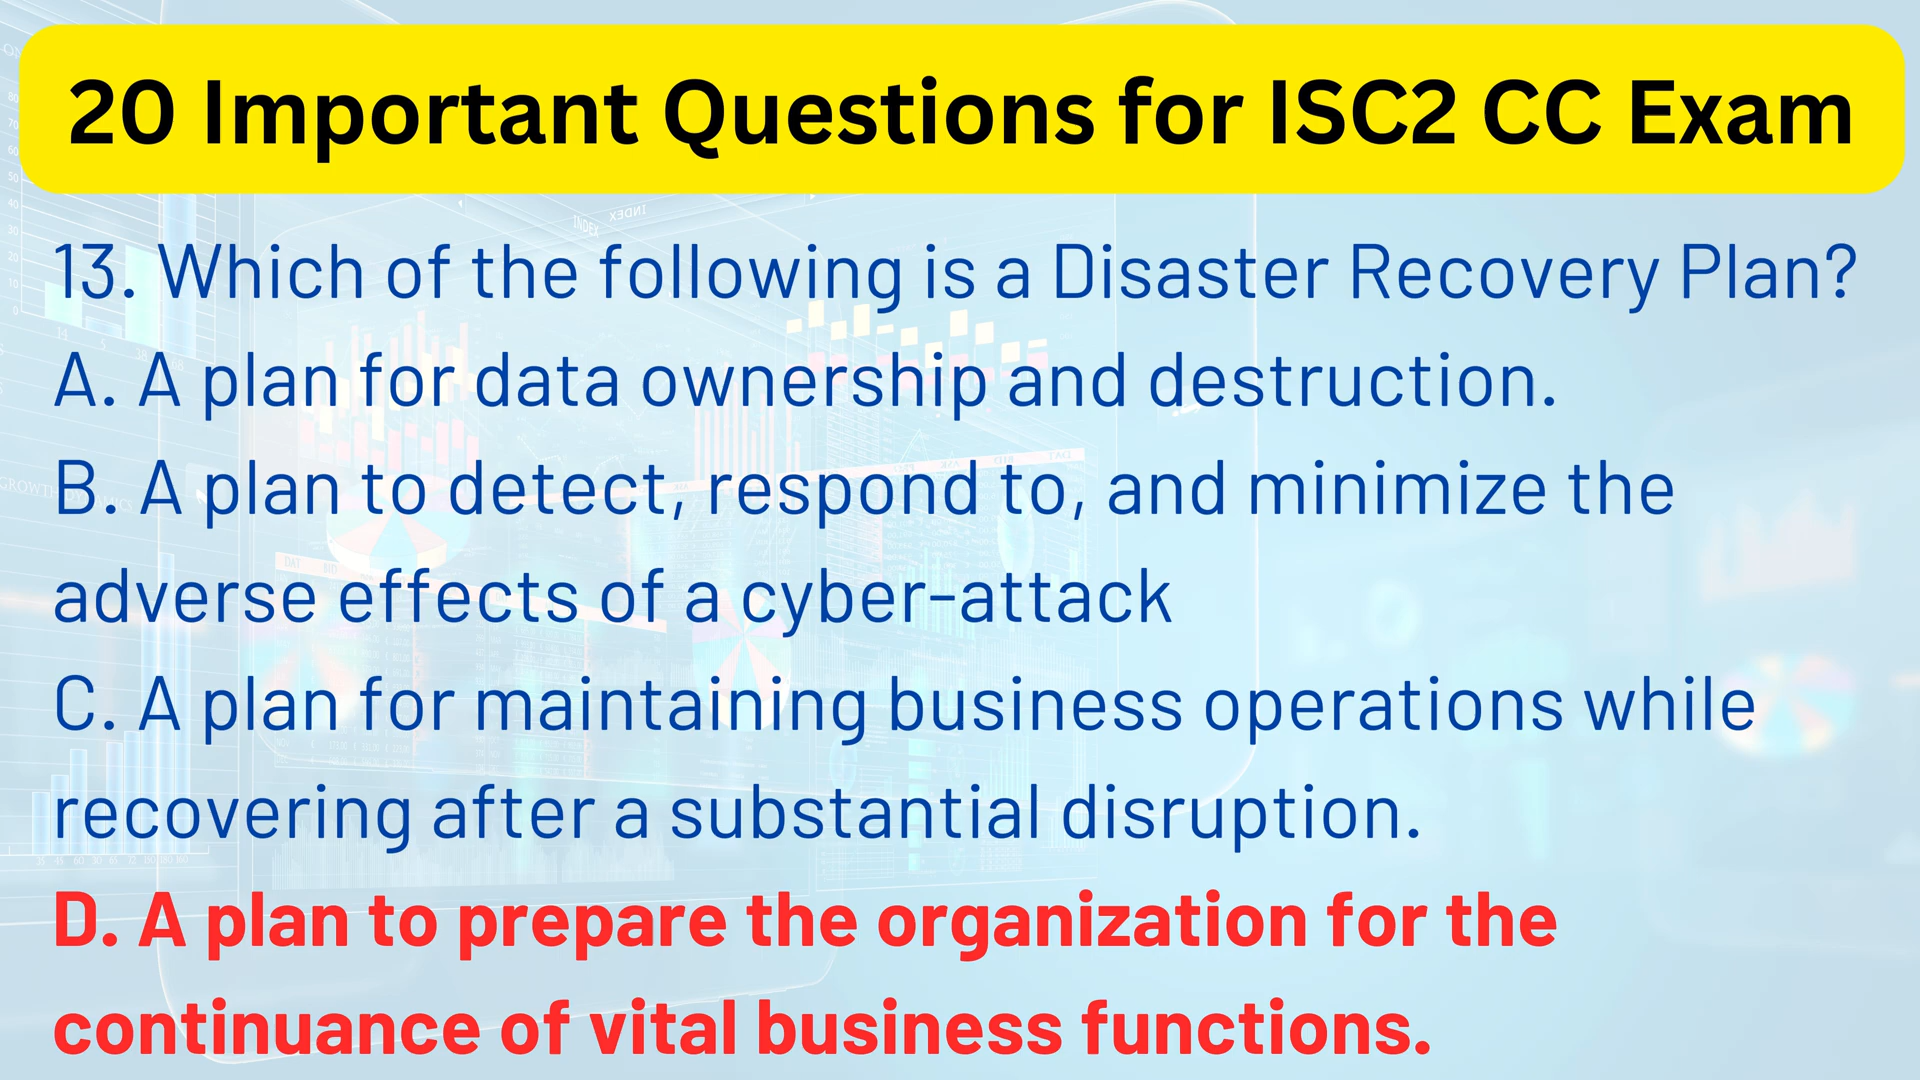 20 Important Questions for ISC2 CC Exam
INDEX
13. Which of the following is a Disaster Recovery Plan?
A. A plan for data ownership and destruction.
B. A plan to detect, respond to, and minimize the
adverse effects of a cyber-attack
C. A plan for maintaining business operations while
recovering after a substantial disruption.
D. A plan to prepare the organization for the
continuance of vital business functions.